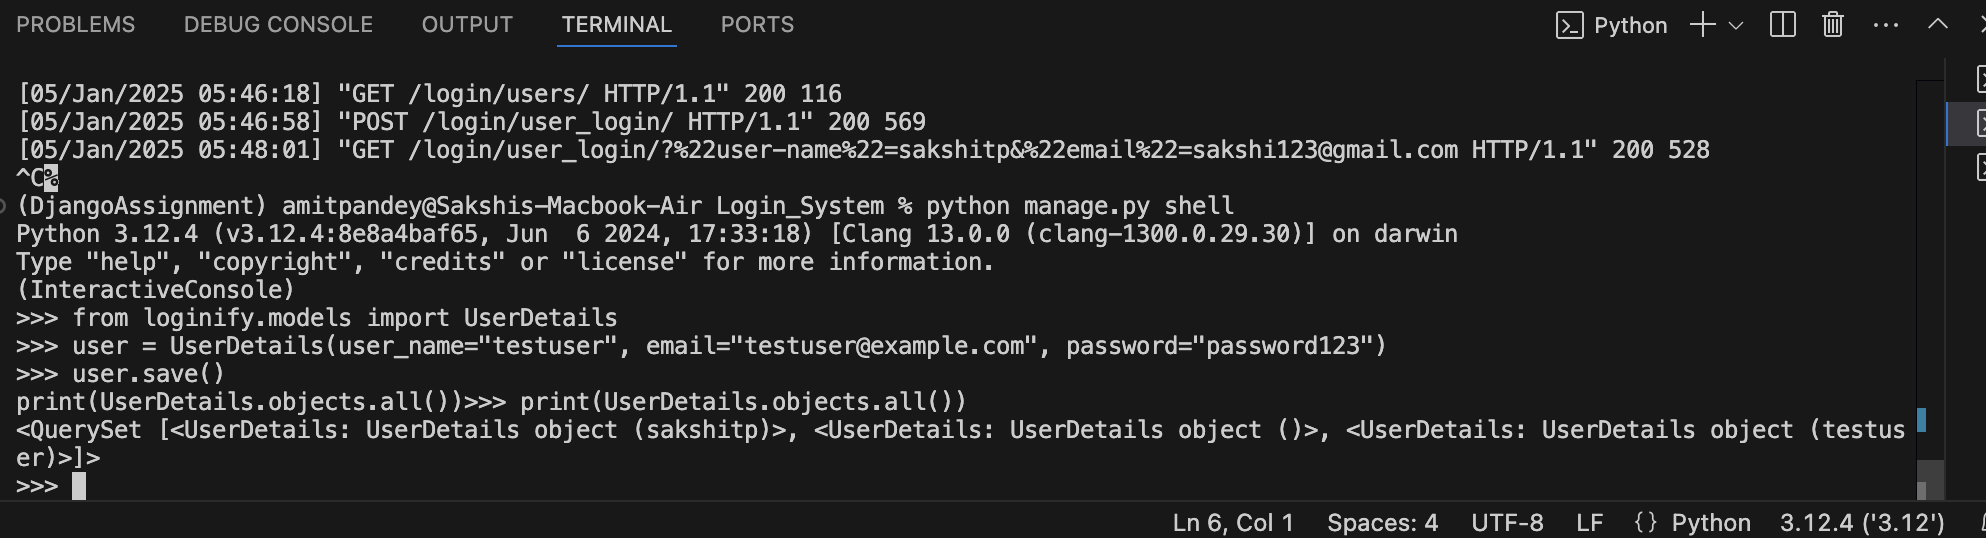 PROBLEMS DEBUG CONSOLE OUTPUT TERMINAL PORTS Python
[05/Jan/2025 05:46:18] "GET /login/users/ HTTP/1.1" 200 116
[05/Jan/2025 05:46:58] "POST /login/user_login/ HTTP/1.1" 200 569
[05/Jan/2025 05:48:01] "GET /login/user_login/?%22user-name%22=sakshitp&%22email%22=sakshi123@gmail.com HTTP/1.1" 200 528
^C%
(DjangoAssignment) amitpandey@Sakshis-Macbook-Air Login_System % python manage.py shell
Python 3.12.4 (v3.12.4:8e8a4baf65, Jun  6 2024, 17:33:18) [Clang 13.0.0 (clang-1300.0.29.30)] on darwin
Type "help", "copyright", "credits" or "license" for more information.
(InteractiveConsole)
>>> from loginify.models import UserDetails
>>> user = UserDetails(user_name="testuser", email="testuser@example.com", password="password123")
>>> user.save()
print(UserDetails.objects.all())>>> print(UserDetails.objects.all())
<QuerySet [<UserDetails: UserDetails object (sakshitp)>, <UserDetails: UserDetails object ()>, <UserDetails: UserDetails object (testus
er)>]>
>>>
Ln 6, Col 1 Spaces: 4 UTF-8 LF {} Python 3.12.4 ('3.12')